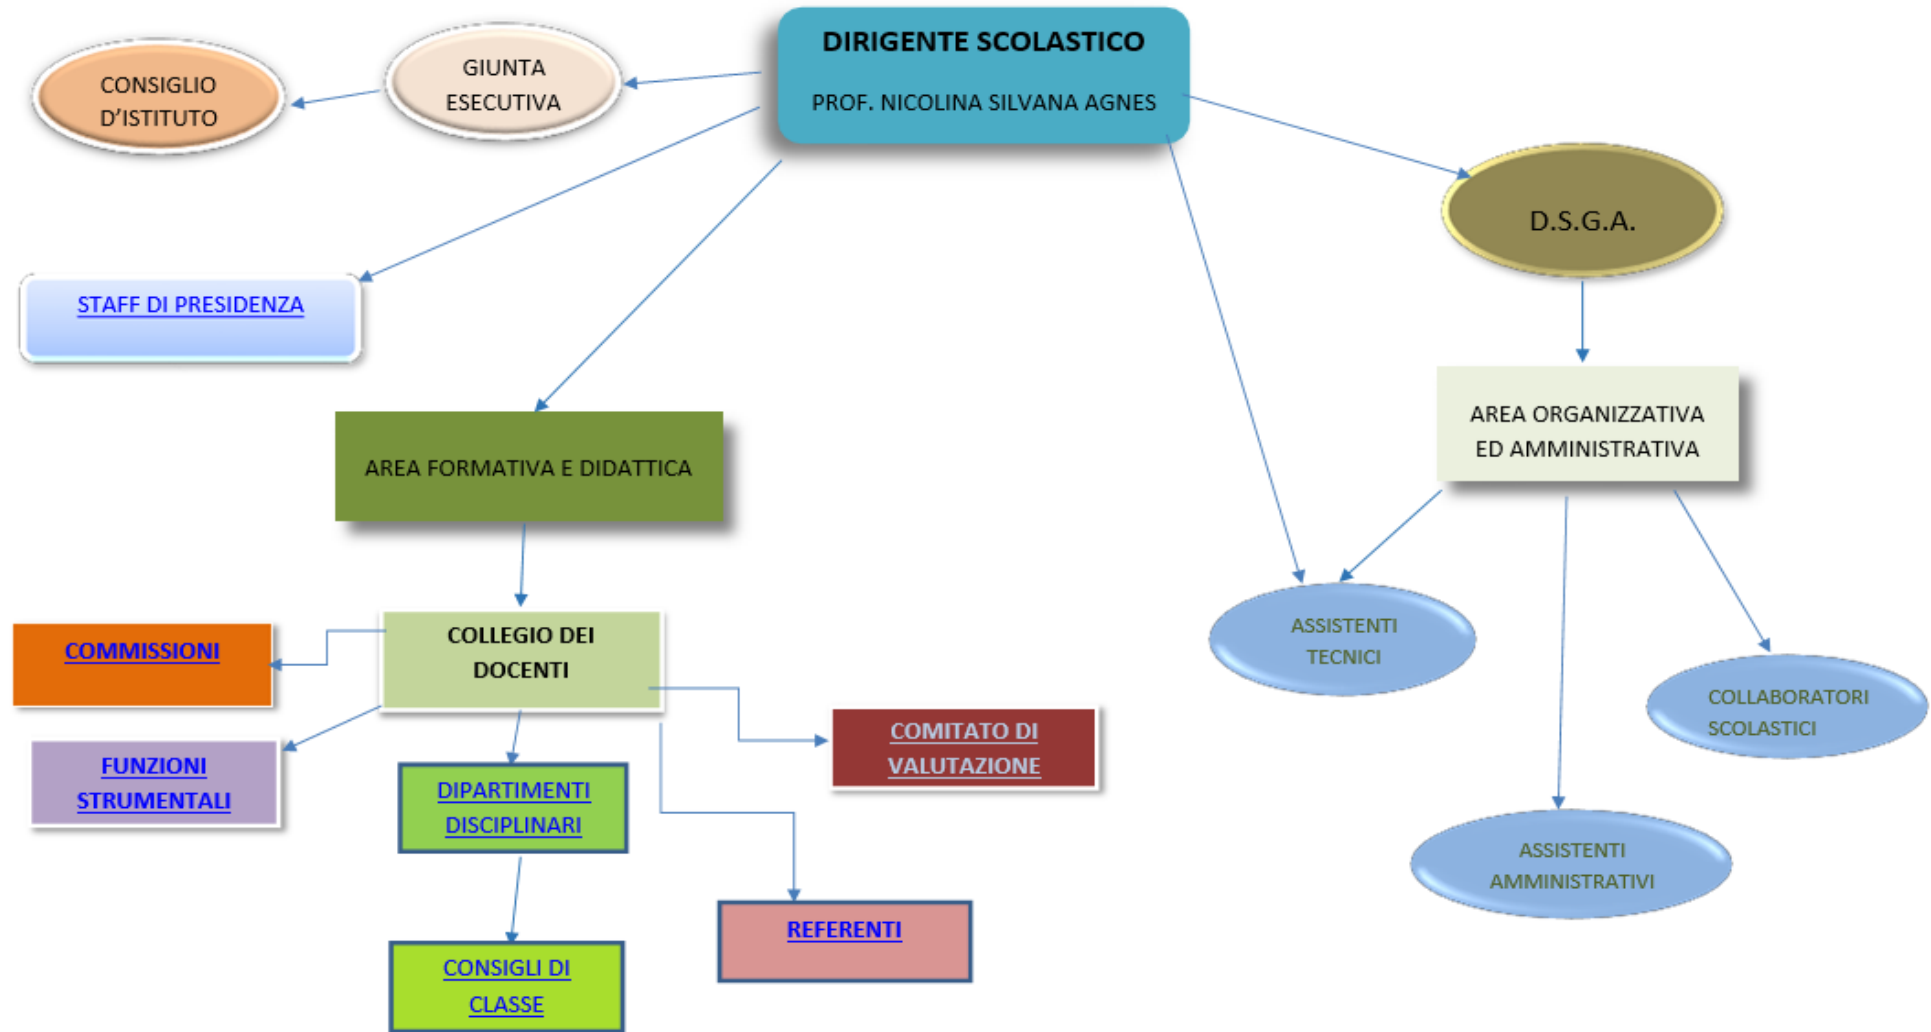 DIRIGENTE SCOLASTICO
PROF. NICOLINA SILVANA AGNES
GIUNTA
ESECUTIVA
CONSIGLIO
D'ISTITUTO
D.S.G.A.
STAFF DI PRESIDENZA
AREA ORGANIZZATIVA
ED AMMINISTRATIVA
AREA FORMATIVA E DIDATTICA
COLLEGIO DEI
DOCENTI
COMMISSIONI
ASSISTENTI
TECNICI
COLLABORATORI
SCOLASTICI
COMITATO DI
VALUTAZIONE
FUNZIONI
STRUMENTALI
DIPARTIMENTI
DISCIPLINARI
ASSISTENTI
AMMINISTRATIVI
REFERENTI
CONSIGLI DI
CLASSE